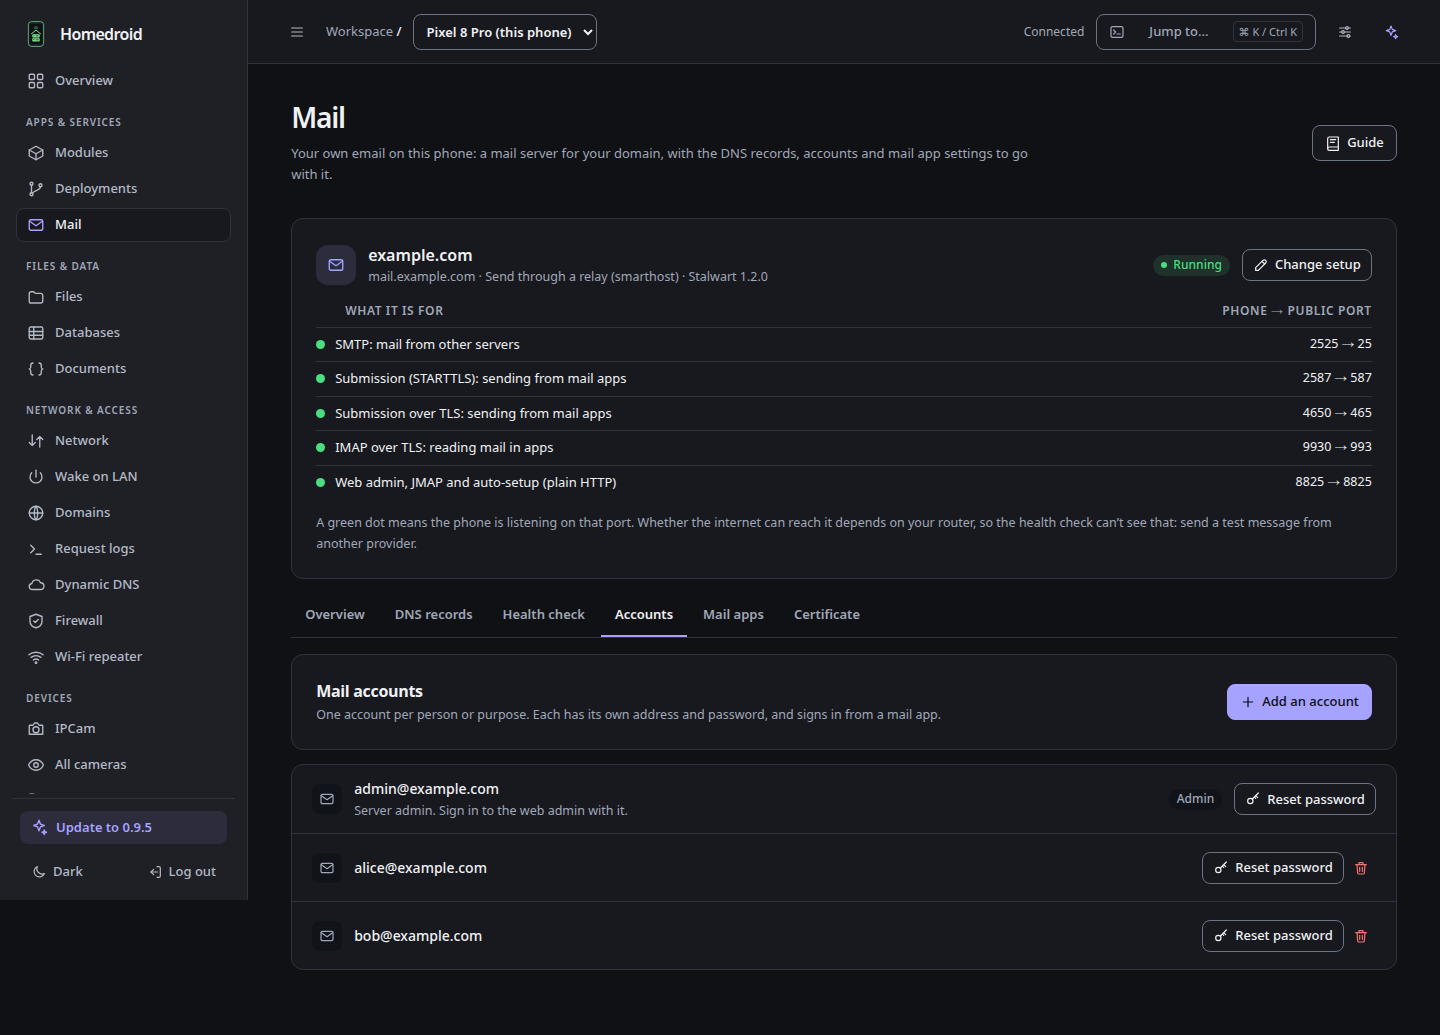 Homedroid
Overview
APPS & SERVICES
Modules
Deployments
Mail
FILES & DATA
Files
Databases
Documents
NETWORK & ACCESS
Network
Wake on LAN
Domains
Request logs
Dynamic DNS
Firewall
Wi-Fi repeater
DEVICES
IPCam
All cameras
Update to 0.9.5
Dark
Log out
Workspace /
Pixel 8 Pro (this phone)
Connected
Jump to...
⌘ K / Ctrl K
Mail
Your own email on this phone: a mail server for your domain, with the DNS records, accounts and mail app settings to go
with it.
Guide
example.com
mail.example.com · Send through a relay (smarthost) · Stalwart 1.2.0
Running
Change setup
WHAT IT IS FOR
PHONE → PUBLIC PORT
SMTP: mail from other servers
2525 → 25
Submission (STARTTLS): sending from mail apps
2587 → 587
Submission over TLS: sending from mail apps
4650 → 465
IMAP over TLS: reading mail in apps
9930 → 993
Web admin, JMAP and auto-setup (plain HTTP)
8825 → 8825
A green dot means the phone is listening on that port. Whether the internet can reach it depends on your router, so the health check can't see that: send a test message from
another provider.
Overview
DNS records
Health check
Accounts
Mail apps
Certificate
Mail accounts
One account per person or purpose. Each has its own address and password, and signs in from a mail app.
Add an account
admin@example.com
Server admin. Sign in to the web admin with it.
Admin
Reset password
alice@example.com
Reset password
bob@example.com
Reset password